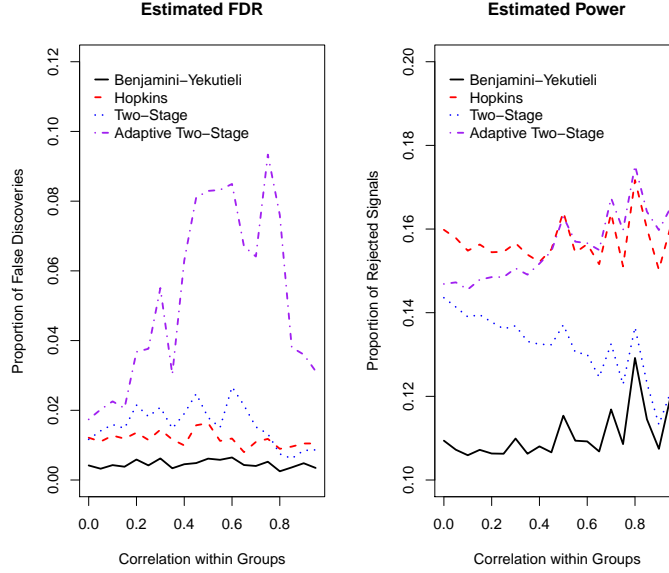 Estimated FDR
Proportion of False Discoveries
0.12
0.10
0.08
0.06
0.04
0.02
0.00
Benjamini−Yekutieli
Hopkins
Two−Stage
Adaptive Two−Stage
0.0 0.2 0.4 0.6 0.8
Correlation within Groups
Estimated Power
Proportion of Rejected Signals
0.20
0.18
0.16
0.14
0.12
0.10
Benjamini−Yekutieli
Hopkins
Two−Stage
Adaptive Two−Stage
0.0 0.2 0.4 0.6 0.8
Correlation within Groups